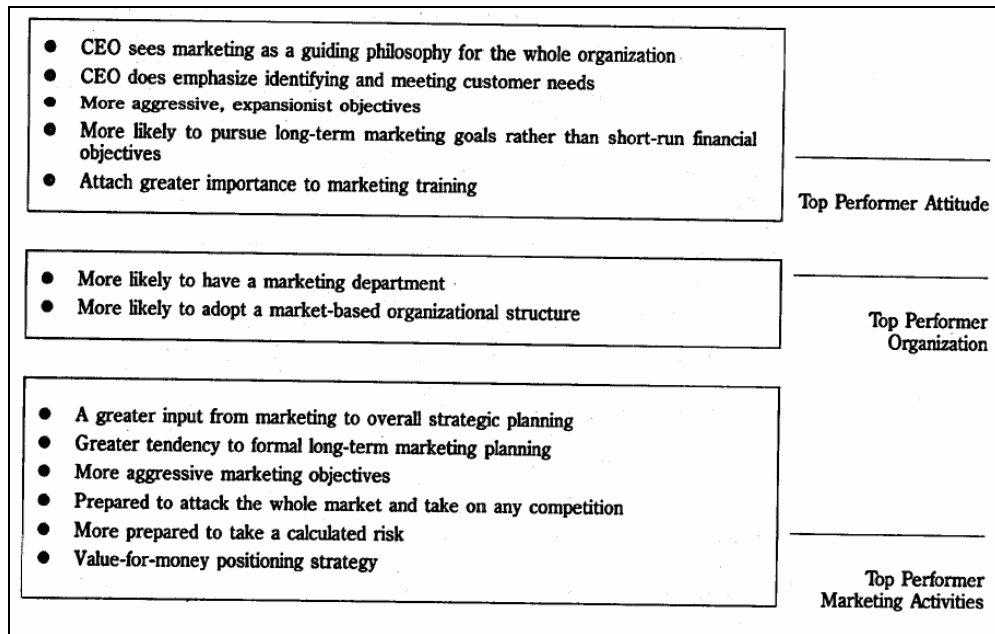 ● CEO sees marketing as a guiding philosophy for the whole organization
● CEO does emphasize identifying and meeting customer needs
● More aggressive, expansionist objectives
● More likely to pursue long-term marketing goals rather than short-run financial
objectives
● Attach greater importance to marketing training
Top Performer Attitude
● More likely to have a marketing department
● More likely to adopt a market-based organizational structure
Top Performer
Organization
● A greater input from marketing to overall strategic planning
● Greater tendency to formal long-term marketing planning
● More aggressive marketing objectives
● Prepared to attack the whole market and take on any competition
● More prepared to take a calculated risk
● Value-for-money positioning strategy
Top Performer
Marketing Activities